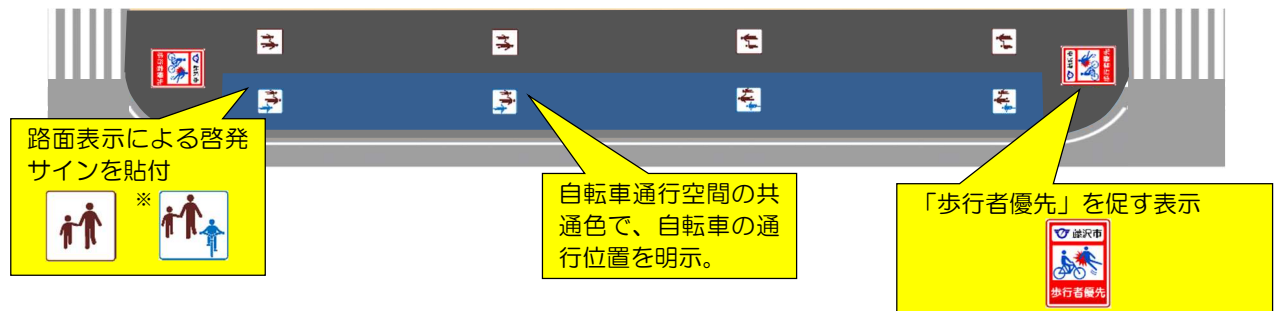 路面表示による啓発
サインを貼付
※
自転車通行空間の共
通色で、自転車の通
行位置を明示。
「歩行者優先」を促す表示
藤沢市
歩行者優先